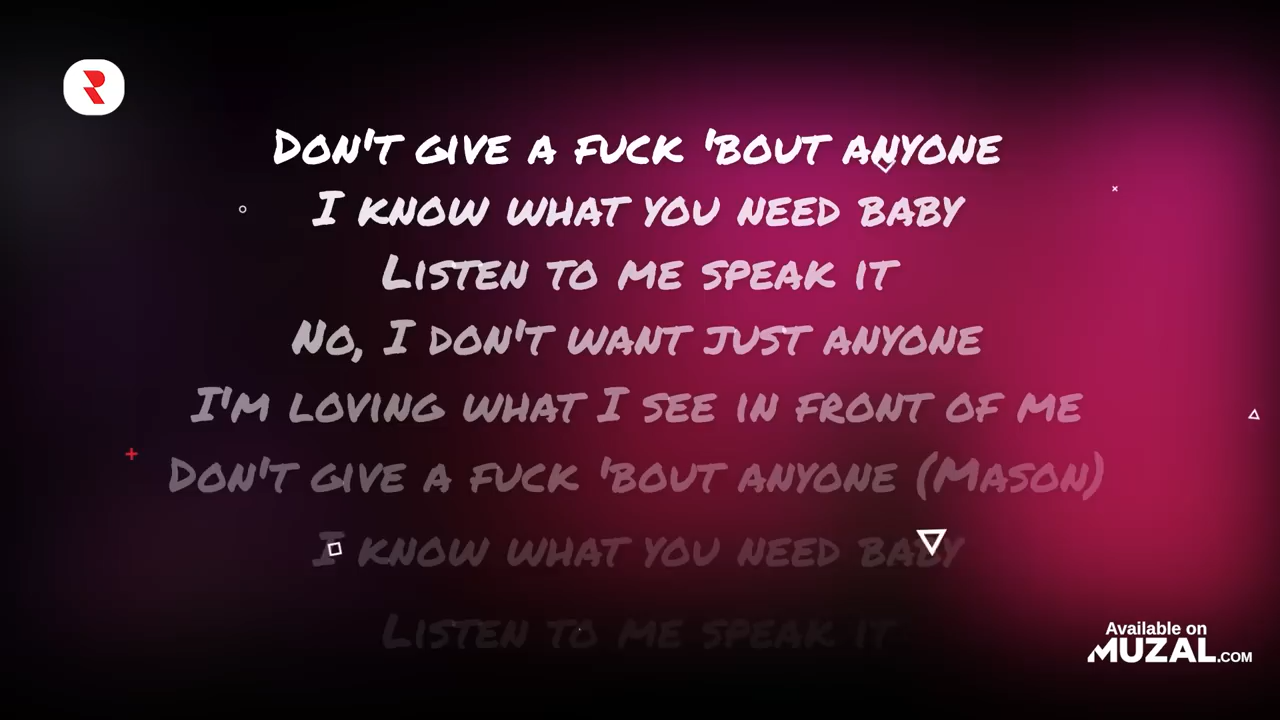 Don't give a fuck 'bout anyone
I know what you need baby
Listen to me speak it
No, I don't want just anyone
I'm loving what I see in front of me
Don't give a fuck 'bout anyone (Mason)
I know what you need baby
Listen to me speak it
Available on
MUZAL.COM